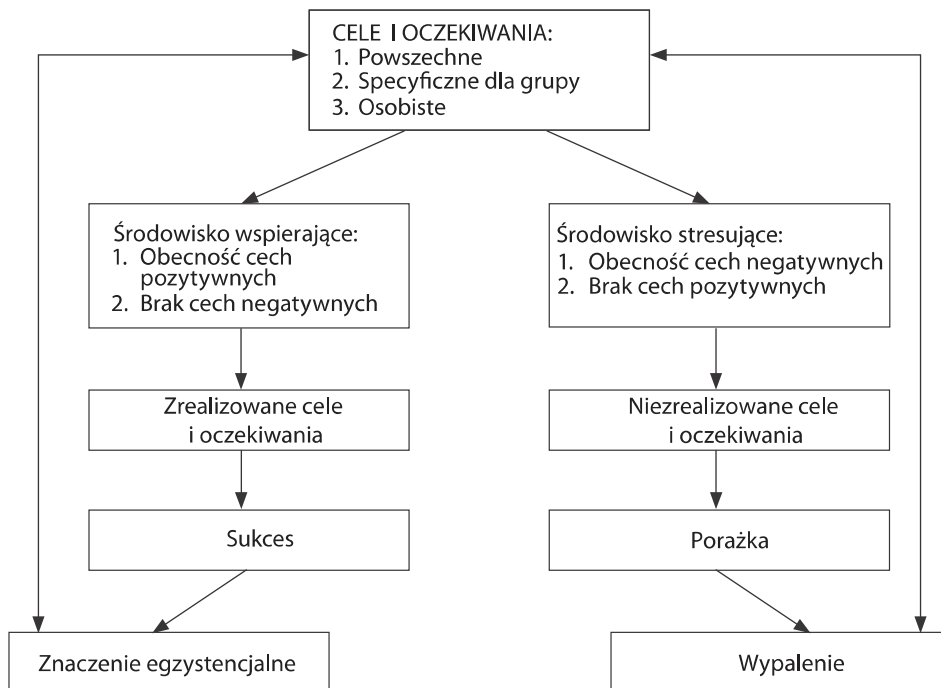 CELE I OCZEKIWANIA:
1. Powszechne
2. Specyficzne dla grupy
3. Osobiste
Środowisko wspierające:
1. Obecność cech
pozytywnych
2. Brak cech negatywnych
Środowisko stresujące:
1. Obecność cech negatywnych
2. Brak cech pozytywnych
Zrealizowane cele
i oczekiwania
Niezrealizowane cele
i oczekiwania
Sukces
Porażka
Znaczenie egzystencjalne
Wypalenie